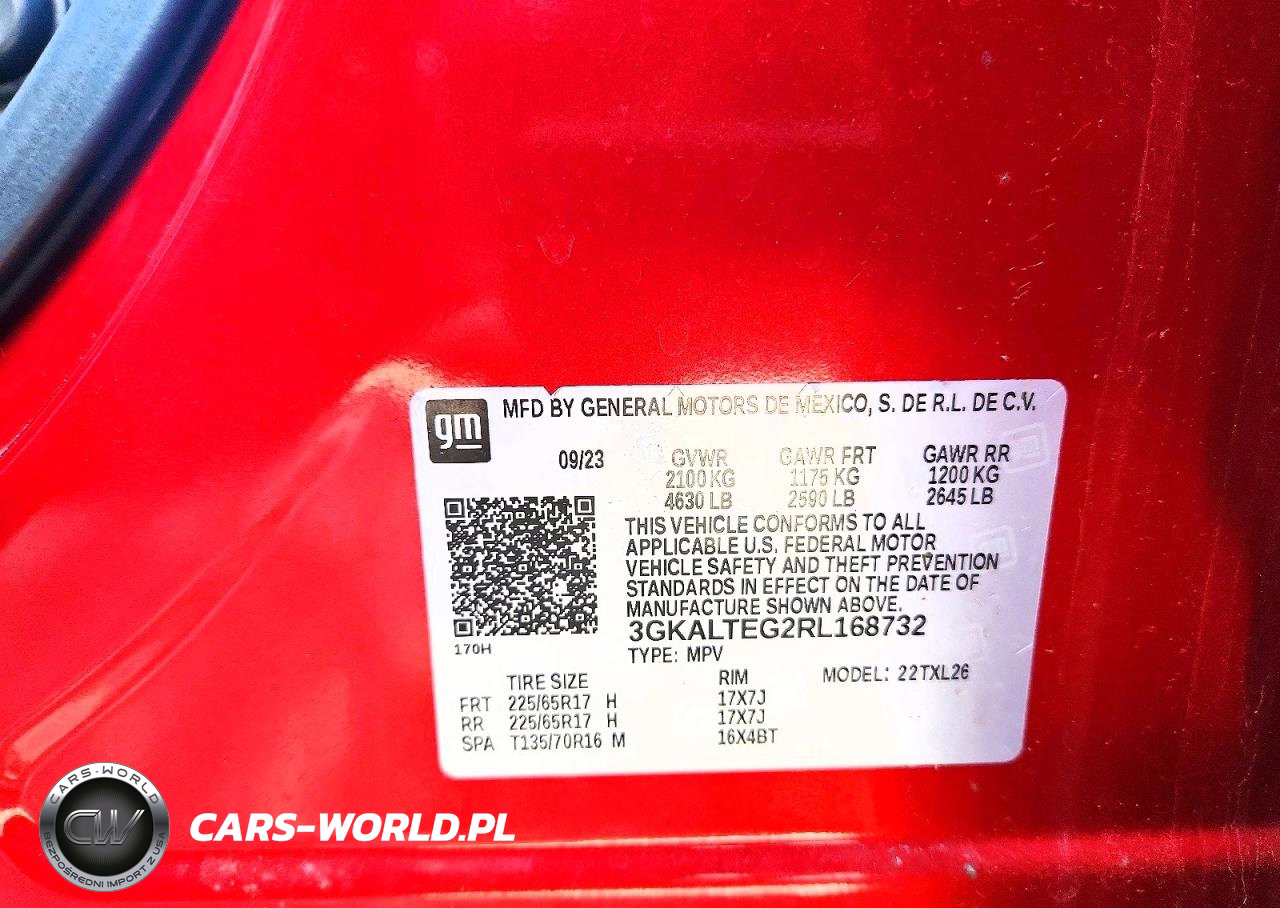 gm
MFD BY GENERAL MOTORS DE MEXICO, S. DE R.L. DE C.V.
09/23 GVWR GAWR FRT GAWR RR
2100 KG 1175 KG 1200 KG
4630 LB 2590 LB 2645 LB
THIS VEHICLE CONFORMS TO ALL
APPLICABLE U.S. FEDERAL MOTOR
VEHICLE SAFETY AND THEFT PREVENTION
STANDARDS IN EFFECT ON THE DATE OF
MANUFACTURE SHOWN ABOVE.
3GKALTEG2RL168732
170H
TYPE: MPV
TIRE SIZE RIM MODEL: 22TXL26
FRT 225/65R17 H 17X7J
RR 225/65R17 H 17X7J
SPA T135/70R16 M 16X4BT
CARS-WORLD
CW
BEZPOŚREDNI IMPORT Z USA
CARS-WORLD.PL